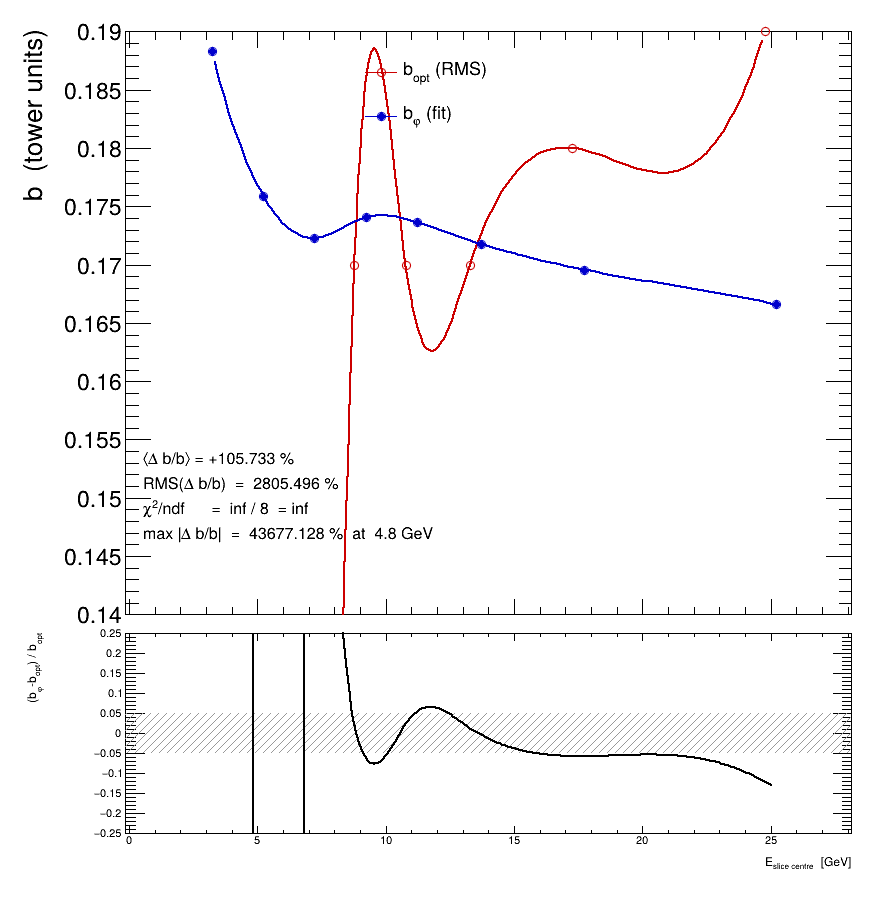 b (tower units)
0.19
0.185
0.18
0.175
0.17
0.165
0.16
0.155
0.15
0.145
0.14
b_opt (RMS)
b_φ (fit)
⟨Δ b/b⟩ = +105.733 %
RMS(Δ b/b) = 2805.496 %
χ²/ndf = inf / 8 = inf
max |Δ b/b| = 43677.128 % at 4.8 GeV
(b_φ-b_opt) / b_opt
0.25
0.2
0.15
0.1
0.05
0
−0.05
−0.1
−0.15
−0.2
−0.25
0 5 10 15 20 25
E_slice centre [GeV]